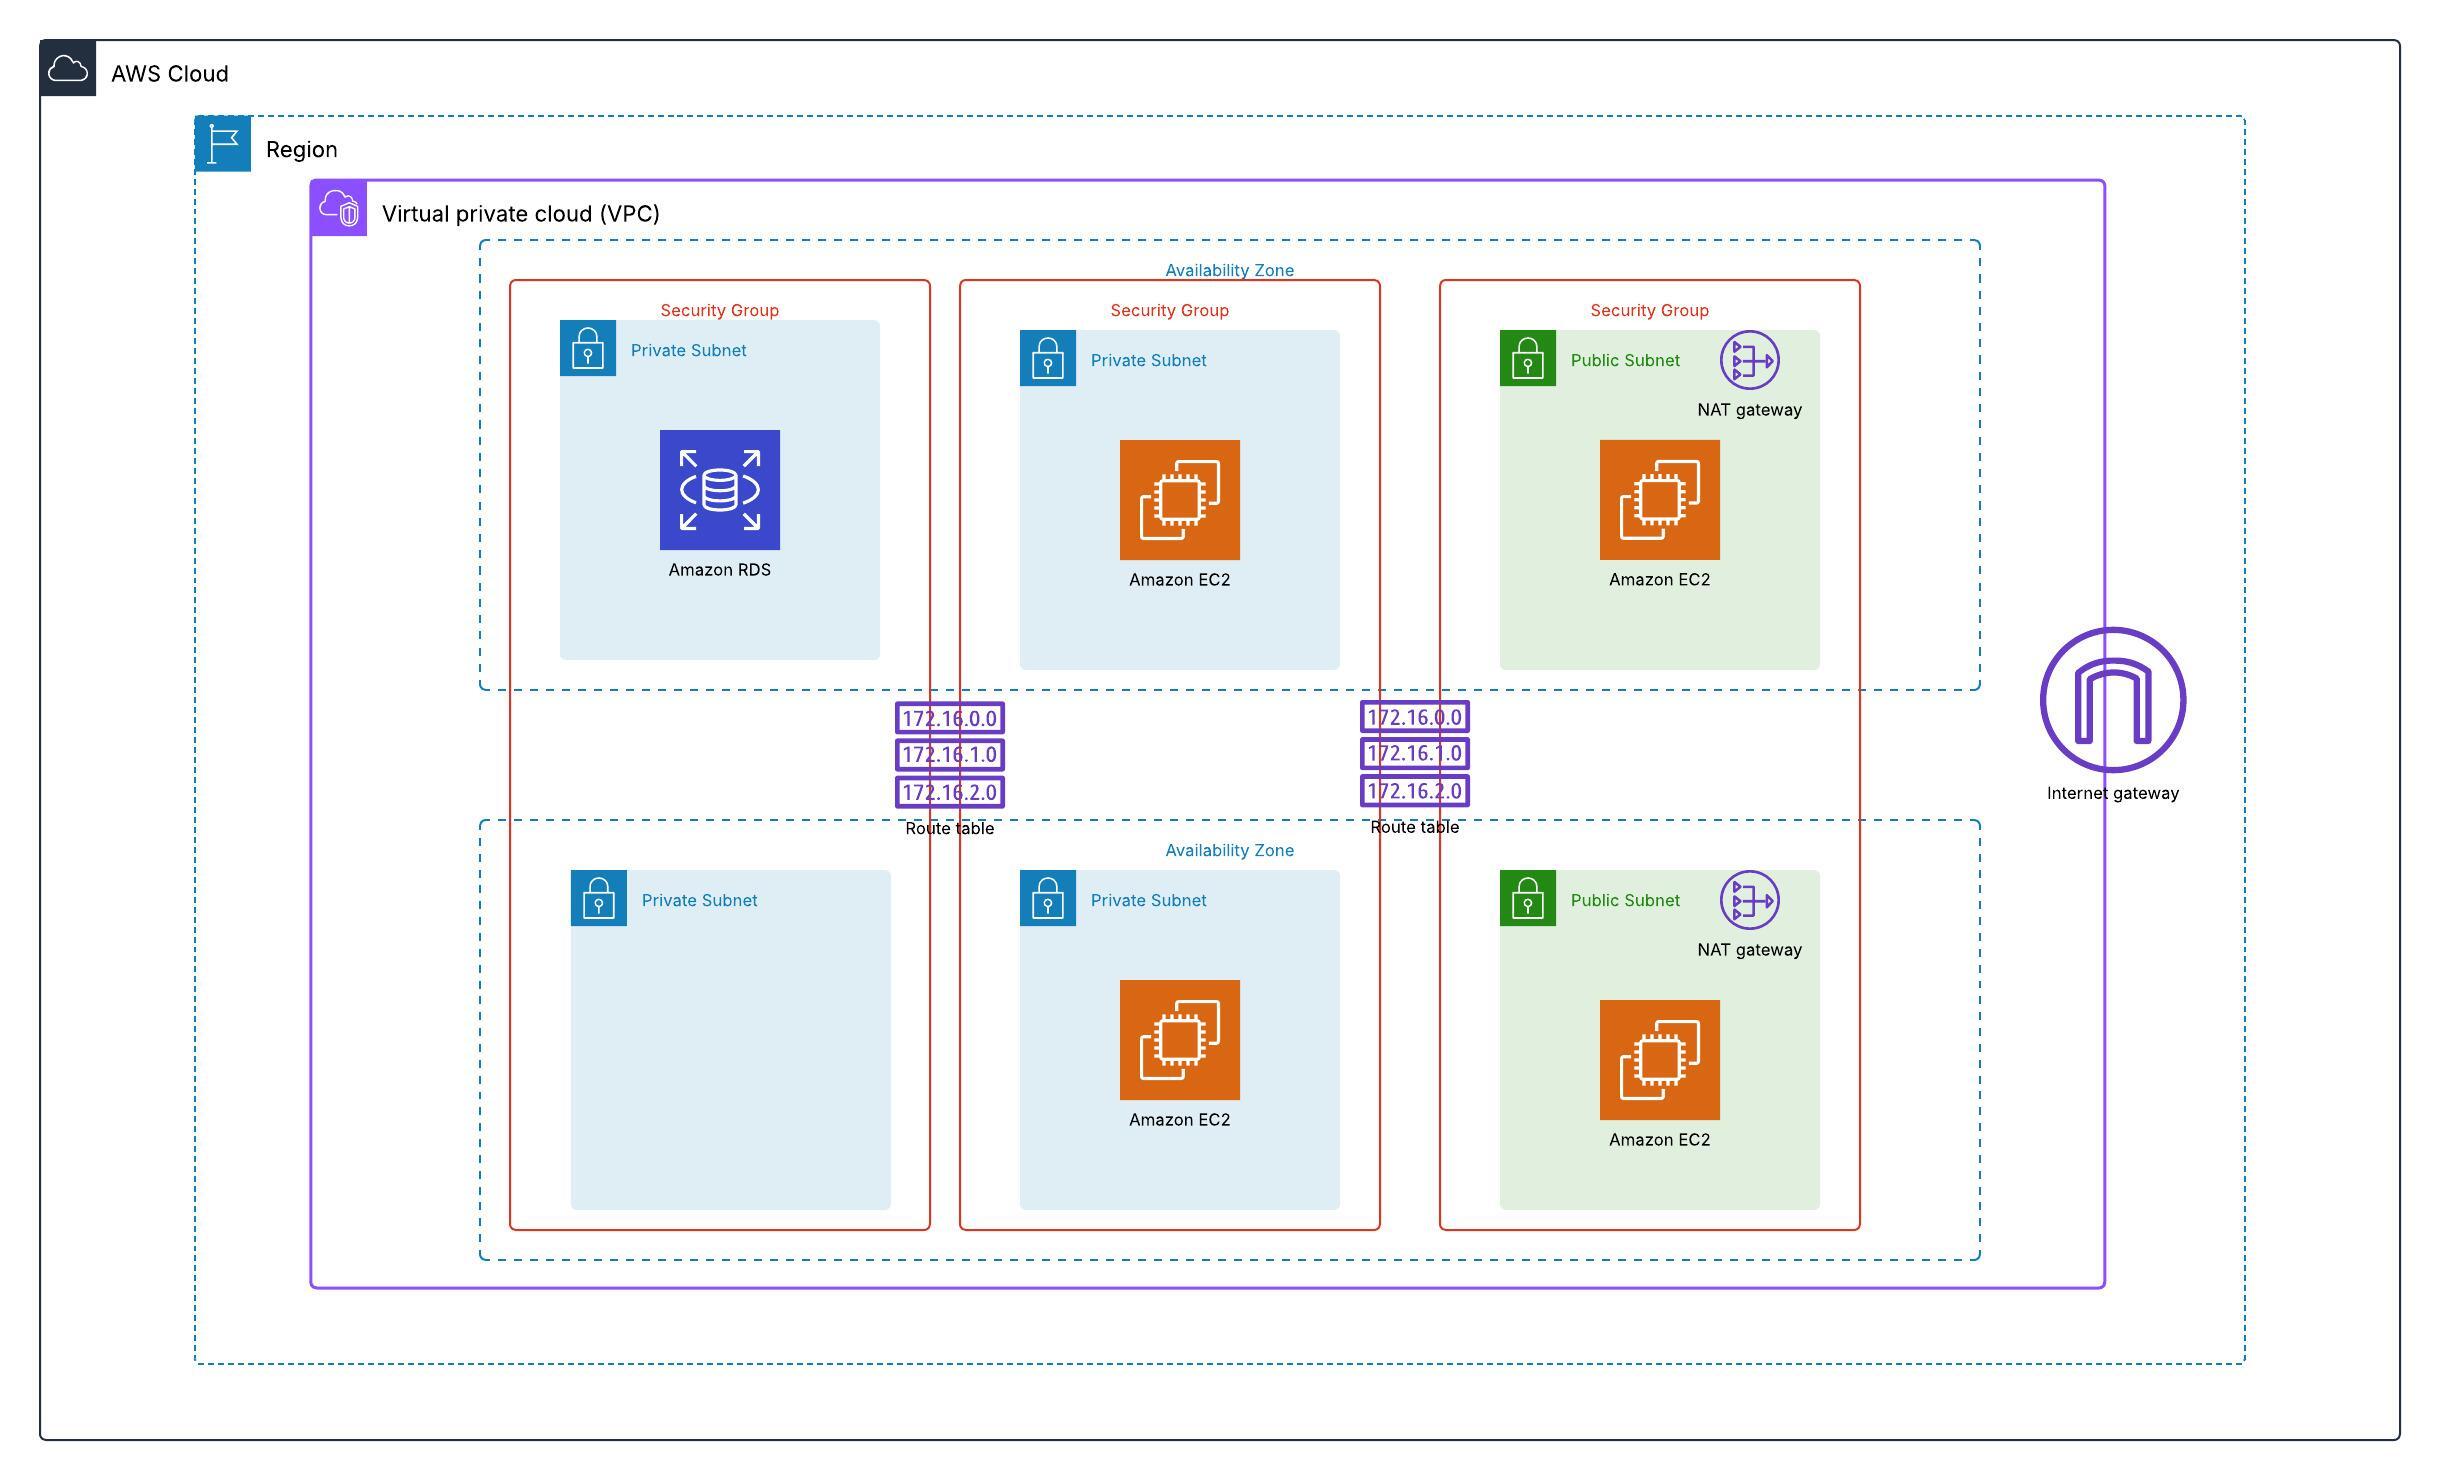 AWS Cloud
Region
Virtual private cloud (VPC)
Availability Zone
Security Group
Security Group
Security Group
Private Subnet
Private Subnet
Public Subnet
NAT gateway
Amazon RDS
Amazon EC2
Amazon EC2
172.16.0.0
172.16.1.0
172.16.2.0
Route table
172.16.0.0
172.16.1.0
172.16.2.0
Route table
Internet gateway
Availability Zone
Private Subnet
Private Subnet
Public Subnet
NAT gateway
Amazon EC2
Amazon EC2